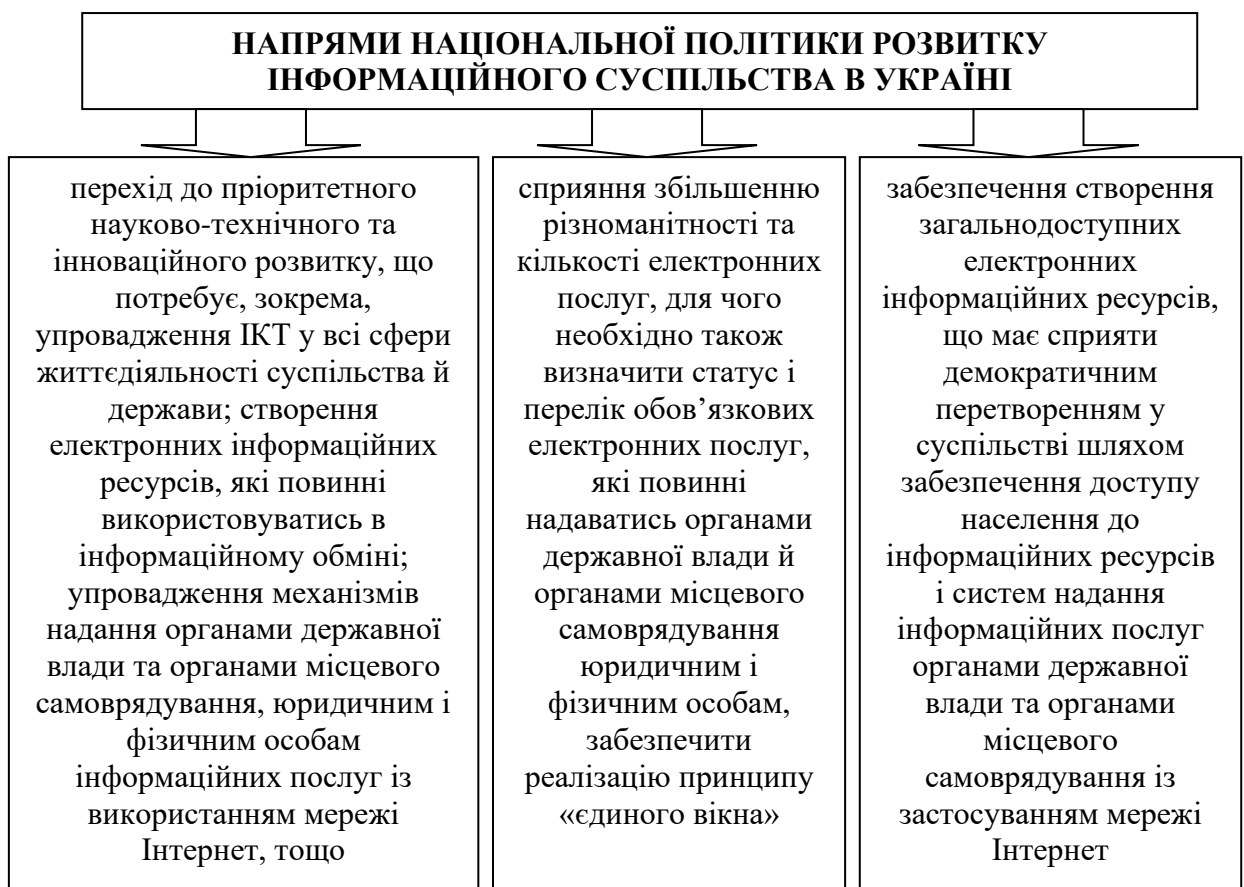 НАПРЯМИ НАЦІОНАЛЬНОЇ ПОЛІТИКИ РОЗВИТКУ
ІНФОРМАЦІЙНОГО СУСПІЛЬСТВА В УКРАЇНІ
перехід до пріоритетного
науково-технічного та
інноваційного розвитку, що
потребує, зокрема,
упровадження ІКТ у всі сфери
життєдіяльності суспільства й
держави; створення
електронних інформаційних
ресурсів, які повинні
використовуватись в
інформаційному обміні;
упровадження механізмів
надання органами державної
влади та органами місцевого
самоврядування, юридичним і
фізичним особам
інформаційних послуг із
використанням мережі
Інтернет, тощо
сприяння збільшенню
різноманітності та
кількості електронних
послуг, для чого
необхідно також
визначити статус і
перелік обов’язкових
електронних послуг,
які повинні
надаватись органами
державної влади й
органами місцевого
самоврядування
юридичним і
фізичним особам,
забезпечити
реалізацію принципу
«єдиного вікна»
забезпечення створення
загальнодоступних
електронних
інформаційних ресурсів,
що має сприяти
демократичним
перетворенням у
суспільстві шляхом
забезпечення доступу
населення до
інформаційних ресурсів
і систем надання
інформаційних послуг
органами державної
влади та органами
місцевого
самоврядування із
застосуванням мережі
Інтернет